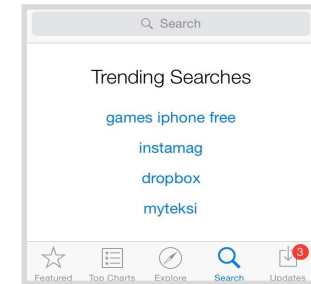 Search
Trending Searches
games iphone free
instamag
dropbox
myteksi
3
Featured Top Charts Explore Search Updates